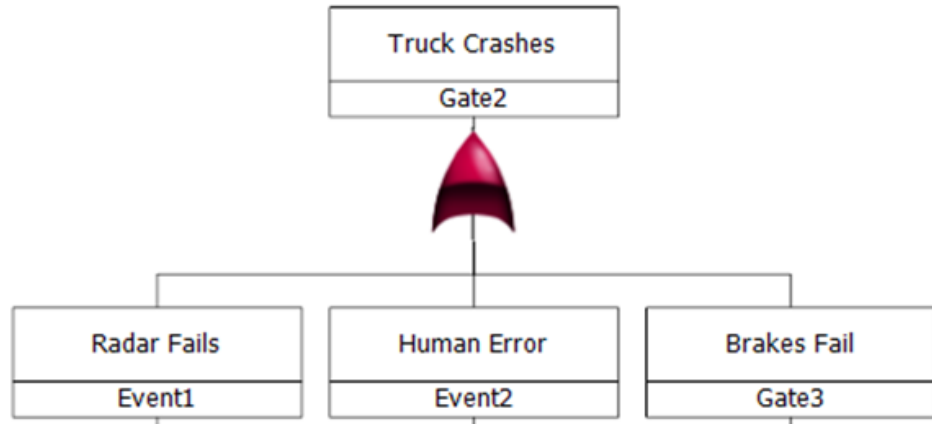 Truck Crashes
Gate2
Radar Fails
Event1
Human Error
Event2
Brakes Fail
Gate3